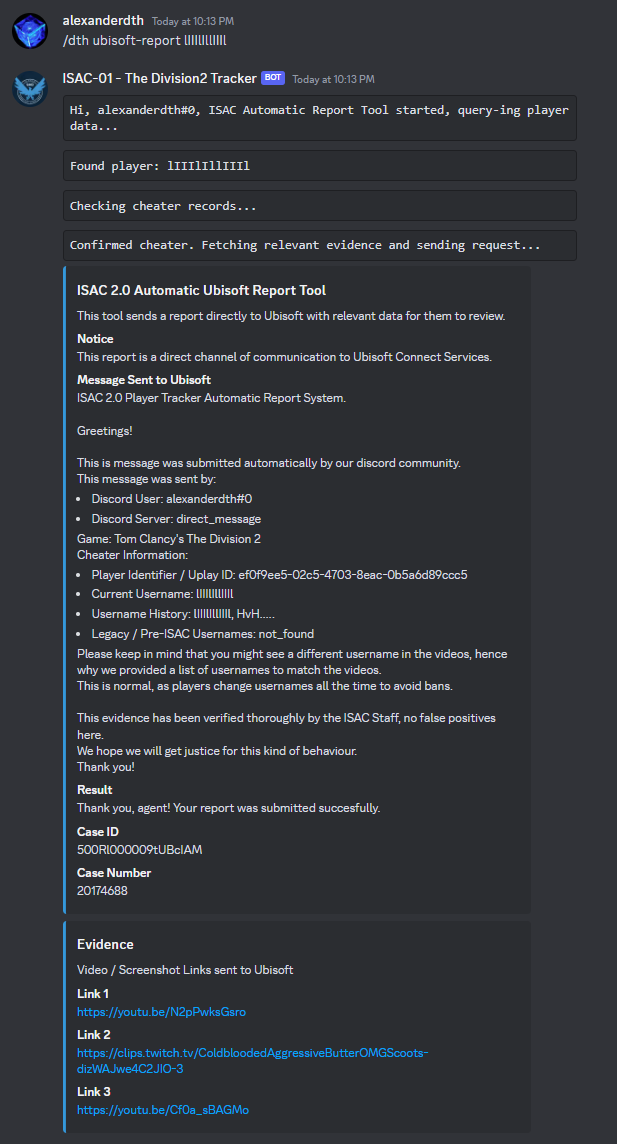 alexanderdth Today at 10:13 PM
/dth ubisoft-report lIIIlIllIIIl
ISAC-01 - The Division2 Tracker BOT Today at 10:13 PM
Hi, alexanderdth#0, ISAC Automatic Report Tool started, query-ing player
data...
Found player: lIIIlIllIIIl
Checking cheater records...
Confirmed cheater. Fetching relevant evidence and sending request...
ISAC 2.0 Automatic Ubisoft Report Tool
This tool sends a report directly to Ubisoft with relevant data for them to review.
Notice
This report is a direct channel of communication to Ubisoft Connect Services.
Message Sent to Ubisoft
ISAC 2.0 Player Tracker Automatic Report System.
Greetings!
This is message was submitted automatically by our discord community.
This message was sent by:
• Discord User: alexanderdth#0
• Discord Server: direct_message
Game: Tom Clancy's The Division 2
Cheater Information:
• Player Identifier / Uplay ID: ef0f9ee5-02c5-4703-8eac-0b5a6d89ccc5
• Current Username: lIIIlIllIIIl
• Username History: lIIIlIllIIIl, HvH.....
• Legacy / Pre-ISAC Usernames: not_found
Please keep in mind that you might see a different username in the videos, hence
why we provided a list of usernames to match the videos.
This is normal, as players change usernames all the time to avoid bans.
This evidence has been verified thoroughly by the ISAC Staff, no false positives
here.
We hope we will get justice for this kind of behaviour.
Thank you!
Result
Thank you, agent! Your report was submitted succesfully.
Case ID
500Rl000009tUBcIAM
Case Number
20174688
Evidence
Video / Screenshot Links sent to Ubisoft
Link 1
https://youtu.be/N2pPwksGsro
Link 2
https://clips.twitch.tv/ColdbloodedAggressiveButterOMGScoots-
dizWAJwe4C2JIO-3
Link 3
https://youtu.be/Cf0a_sBAGMo